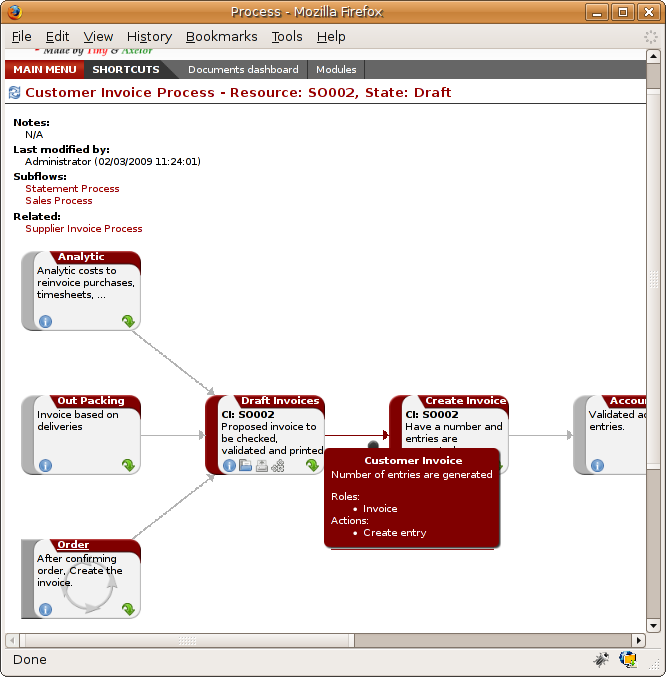 Process - Mozilla Firefox
File Edit View History Bookmarks Tools Help
Made by Tiny & Axelor
MAIN MENU SHORTCUTS Documents dashboard Modules
Customer Invoice Process - Resource: SO002, State: Draft
Notes:
N/A
Last modified by:
Administrator (02/03/2009 11:24:01)
Subflows:
Statement Process
Sales Process
Related:
Supplier Invoice Process
Analytic
Analytic costs to
reinvoice purchases,
timesheets, ...
Out Packing
Invoice based on
deliveries
Draft Invoices
CI: SO002
Proposed invoice to
be checked,
validated and printed
Create Invoice
CI: SO002
Have a number and
entries are
Validated
entries.
Customer Invoice
Number of entries are generated
Roles:
• Invoice
Actions:
• Create entry
Order
After confirming
order, Create the
invoice.
Done